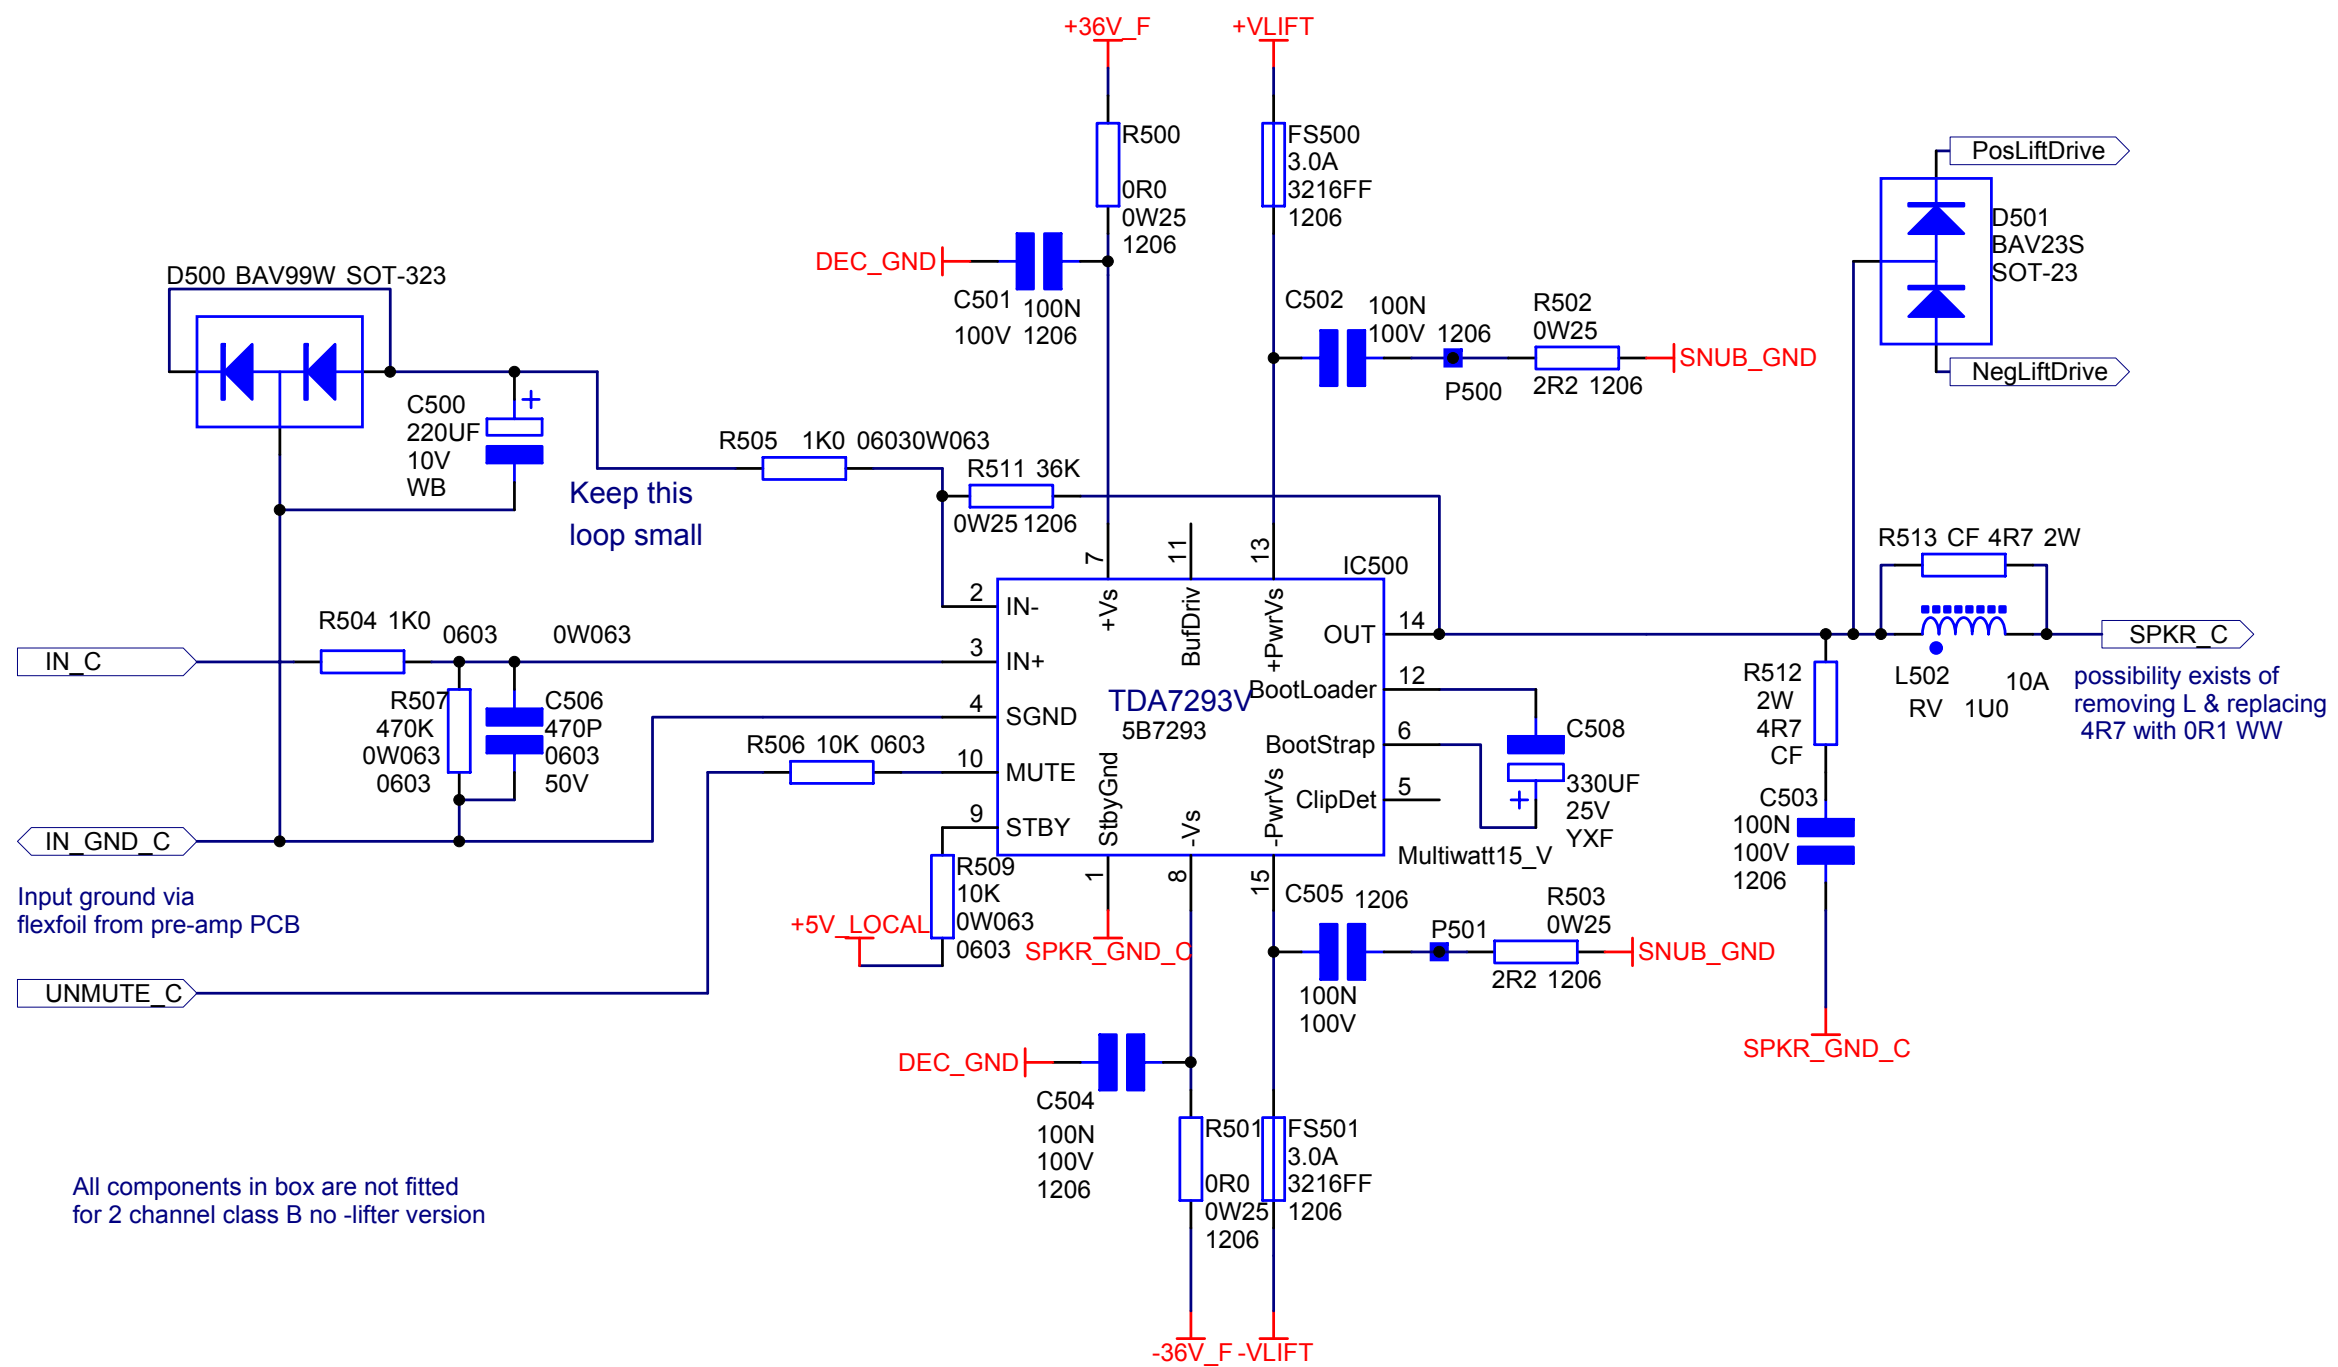 +36V_F
+VLIFT
R500
0R0
0W25
1206
FS500
3.0A
3216FF
1206
PosLiftDrive
D501
BAV23S
SOT-23
NegLiftDrive
DEC_GND
C501
100N
100V 1206
C502
100N
100V 1206
R502
0W25
SNUB_GND
P500
2R2 1206
D500 BAV99W SOT-323
C500
220UF
10V
WB
+
Keep this
loop small
R505 1K0 06030W063
R511 36K
0W25 1206
R513 CF 4R7 2W
IC500
7
11
13
+Vs
BufDriv
+PwrVs
2 IN-
3 IN+
4 SGND
10 MUTE
9 STBY
OUT 14
BootLoader 12
BootStrap 6
ClipDet 5
TDA7293V
5B7293
StbyGnd
-Vs
-PwrVs
1
8
15
Multiwatt15_V
R504 1K0
0603
0W063
IN_C
R507
470K
0W063
0603
C506
470P
0603
50V
R506 10K 0603
IN_GND_C
Input ground via
flexfoil from pre-amp PCB
UNMUTE_C
R509
10K
0W063
0603
+5V_LOCAL
SPKR_GND_C
C508
330UF
25V
YXF
+
R512
2W
4R7
CF
L502
RV 1U0
10A
SPKR_C
possibility exists of
removing L & replacing
4R7 with 0R1 WW
C503
100N
100V
1206
SPKR_GND_C
C505
1206
100N
100V
P501
R503
0W25
2R2 1206
SNUB_GND
DEC_GND
C504
100N
100V
1206
R501
0R0
0W25
1206
FS501
3.0A
3216FF
1206
All components in box are not fitted
for 2 channel class B no -lifter version
-36V_F
-VLIFT